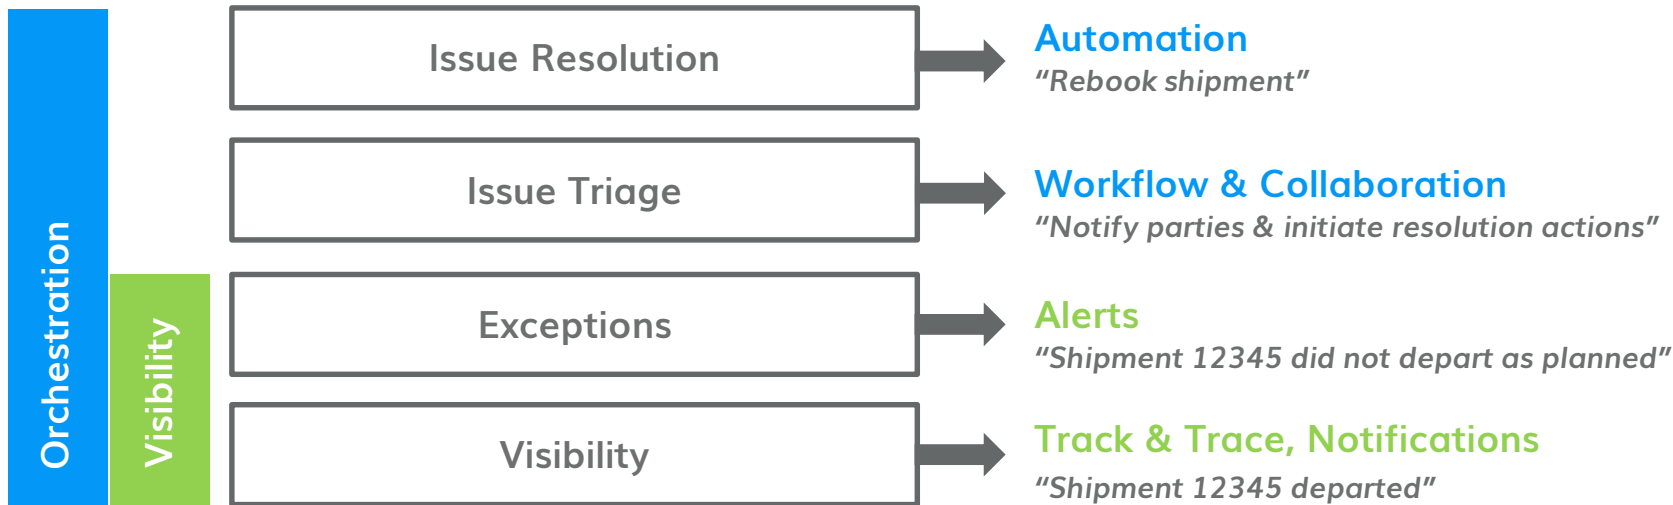 Orchestration
Visibility
Issue Resolution
Automation
“Rebook shipment”
Issue Triage
Workflow & Collaboration
“Notify parties & initiate resolution actions”
Exceptions
Alerts
“Shipment 12345 did not depart as planned”
Visibility
Track & Trace, Notifications
“Shipment 12345 departed”